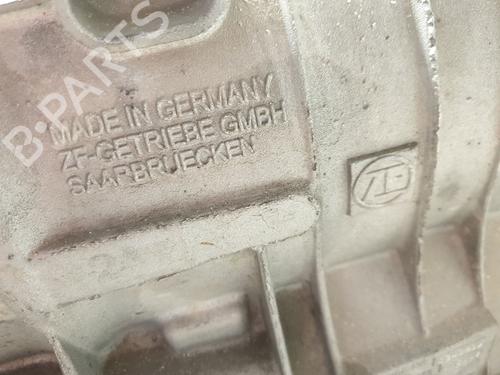 B-PARTS
MADE IN GERMANY
ZF-GETRIEBE GMBH
SAARBRUECKEN
ZF